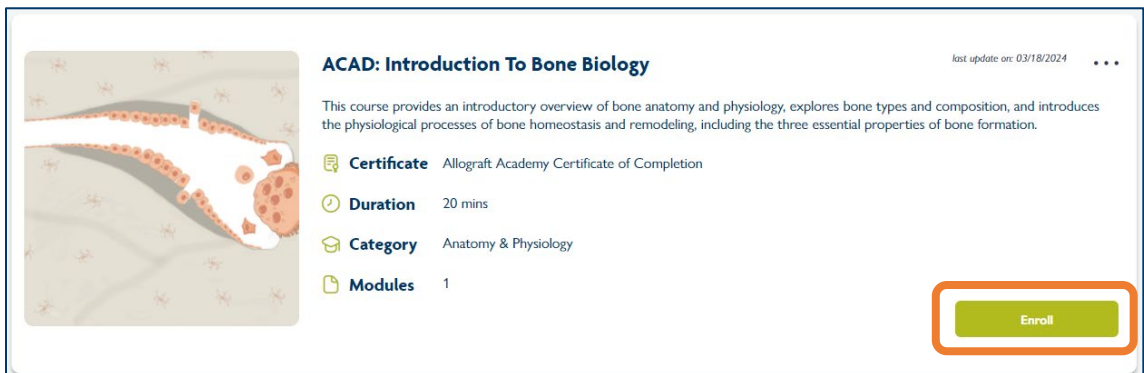 ACAD: Introduction To Bone Biology
last update on: 03/18/2024
This course provides an introductory overview of bone anatomy and physiology, explores bone types and composition, and introduces
the physiological processes of bone homeostasis and remodeling, including the three essential properties of bone formation.
Certificate Allograft Academy Certificate of Completion
Duration 20 mins
Category Anatomy & Physiology
Modules 1
Enroll